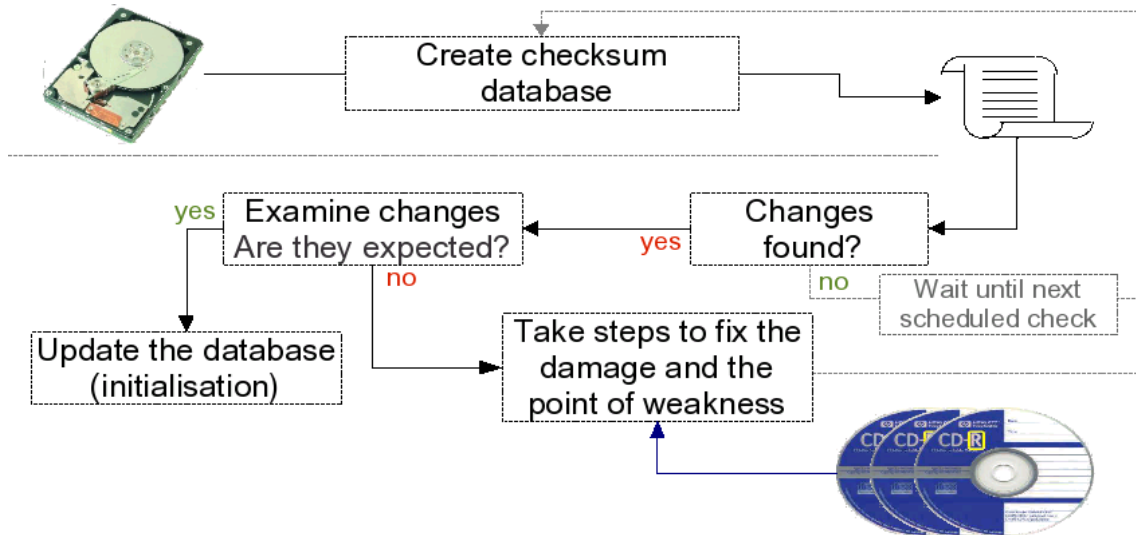 Create checksum
database
yes
Examine changes
Are they expected?
no
yes
Changes
found?
no
Wait until next
scheduled check
Update the database
(initialisation)
Take steps to fix the
damage and the
point of weakness
CD-
CD-R
CD-R